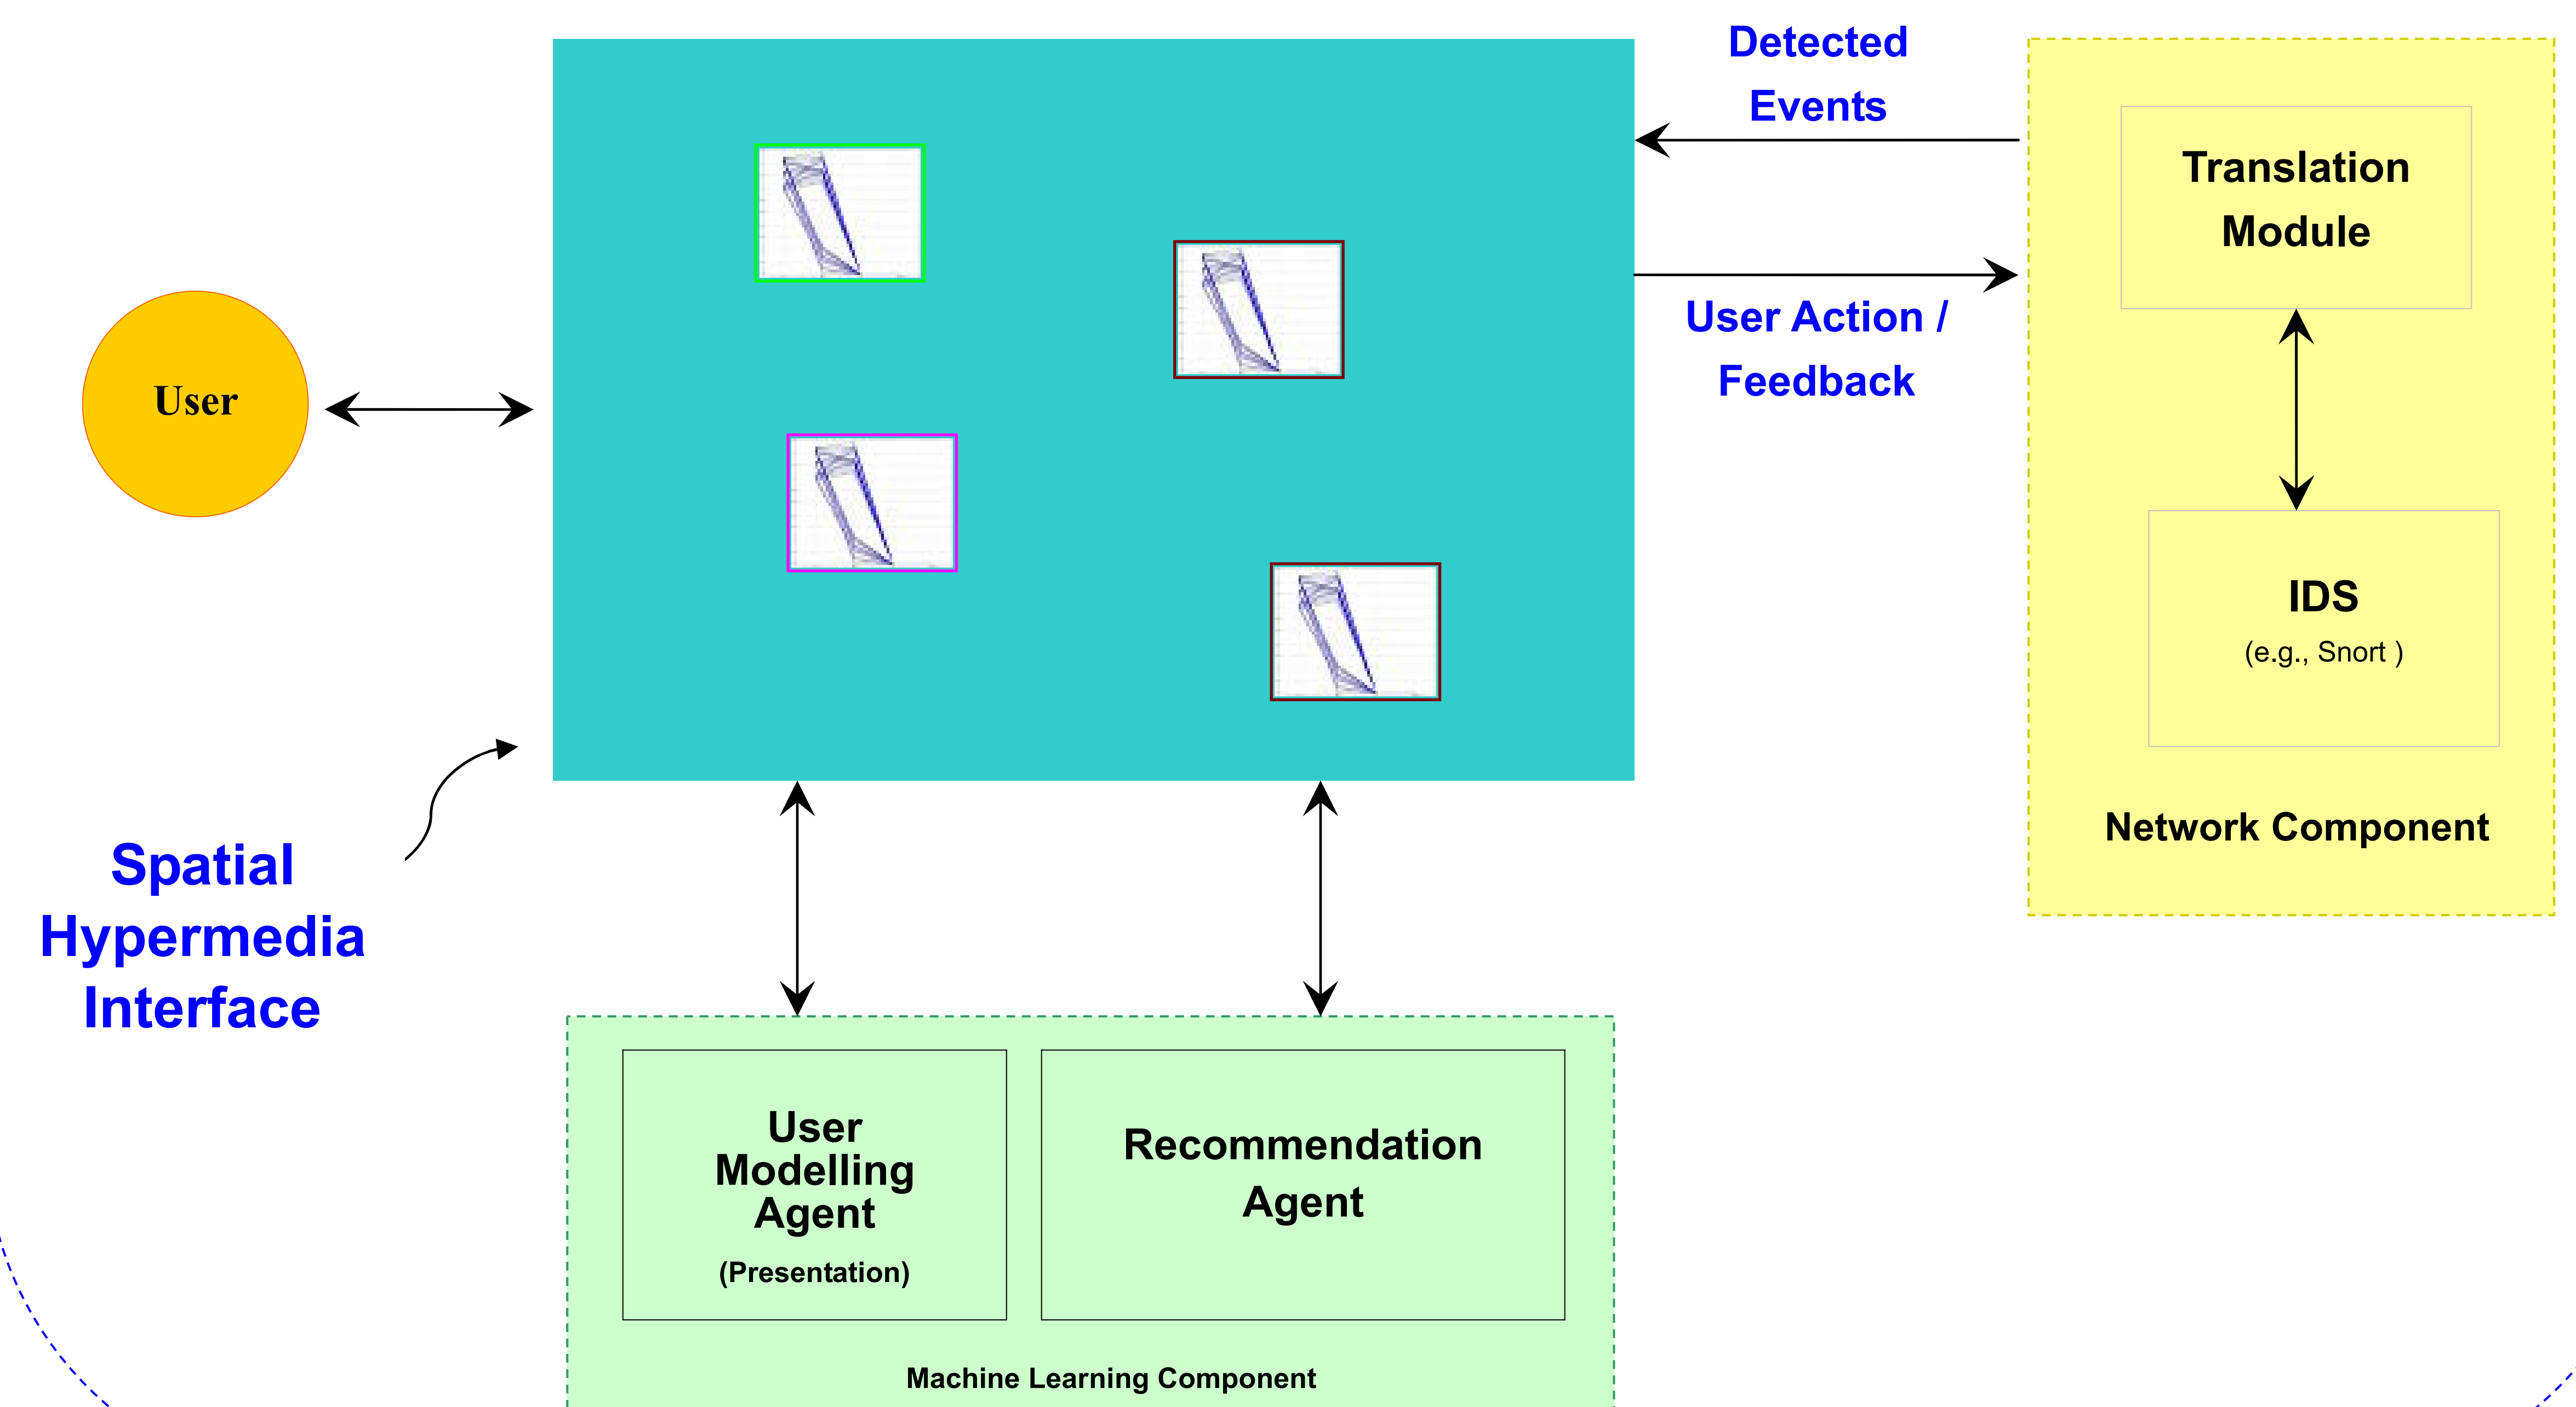 Detected
Events
User Action /
Feedback
Translation
Module
IDS
(e.g., Snort )
Network Component
User
Spatial
Hypermedia
Interface
User
Modelling
Agent
(Presentation)
Recommendation
Agent
Machine Learning Component